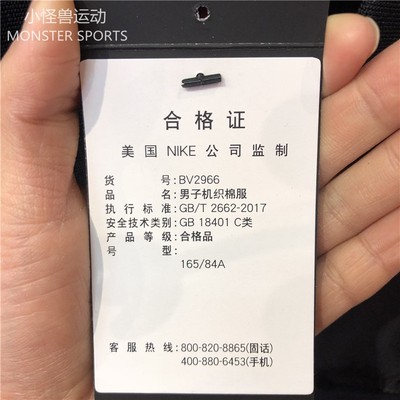 小怪兽运动
MONSTER SPORTS
合格证
美国 NIKE 公司监制
货号:BV2966
品名:男子机织棉服
执行标准:GB/T 2662-2017
安全技术类别:GB 18401 C类
产品等级:合格品
号型:
165/84A
客服热线:800-820-8865(固话)
400-880-6453(手机)